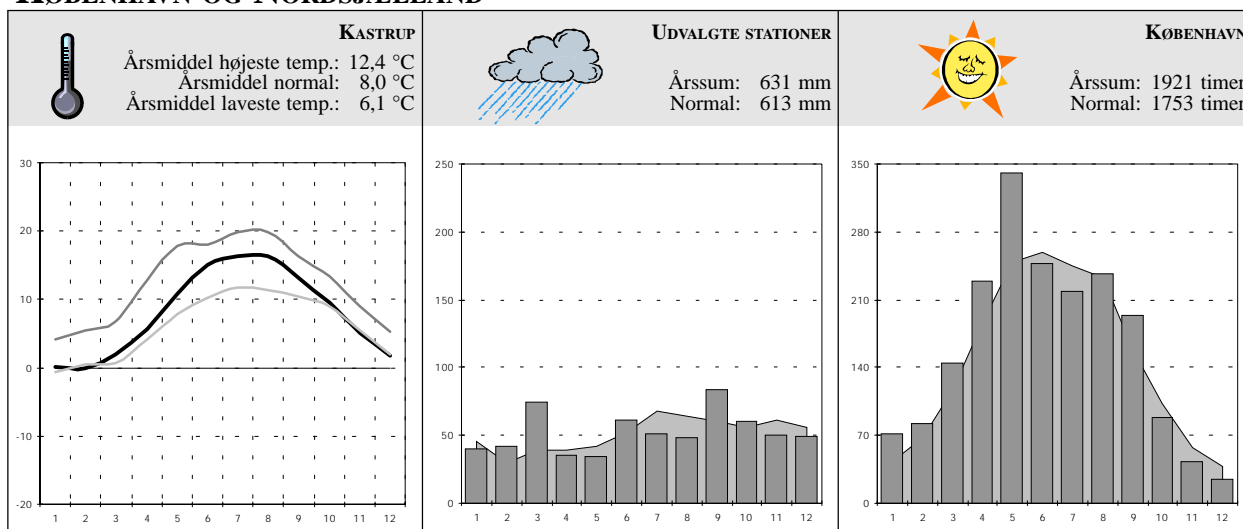 KØBENHAVN OG NORDSJÆLLAND
KASTRUP
Årsmiddel højeste temp.: 12,4 °C
Årsmiddel normal: 8,0 °C
Årsmiddel laveste temp.: 6,1 °C
UDVALGTE STATIONER
Årssum: 631 mm
Normal: 613 mm
KØBENHAVN
Årssum: 1921 timer
Normal: 1753 timer
30
20
10
0
-10
-20
1 2 3 4 5 6 7 8 9 10 11 12
250
200
150
100
50
0
1 2 3 4 5 6 7 8 9 10 11 12
350
280
210
140
70
0
1 2 3 4 5 6 7 8 9 10 11 12